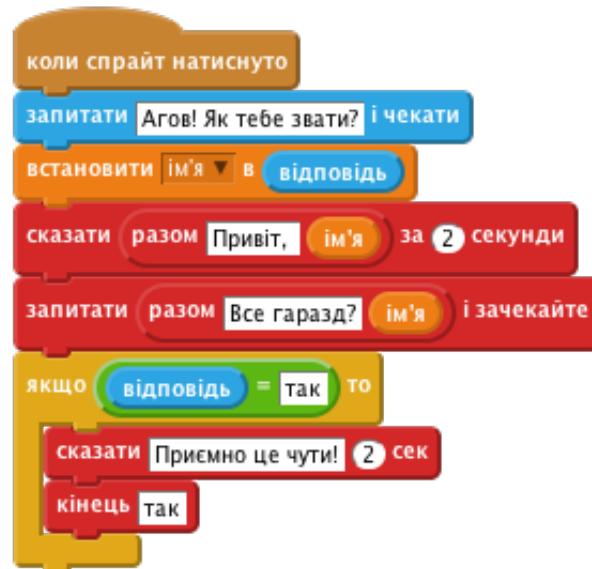 коли спрайт натиснуто
запитати Агов! Як тебе звати? і чекати
встановити ім'я в відповідь
сказати разом Привіт, ім'я за 2 секунди
запитати разом Все гаразд? ім'я і зачекайте
якщо відповідь = так то
сказати Приємно це чути! 2 сек
кінець так